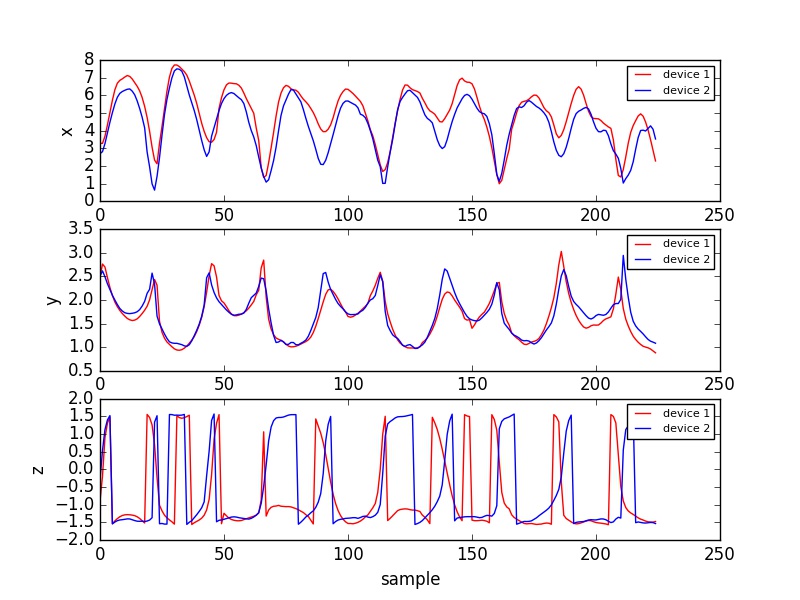 8
7
6
5
4
3
2
1
0
x
device 1
device 2
0 50 100 150 200 250
3.5
3.0
2.5
2.0
1.5
1.0
0.5
y
device 1
device 2
0 50 100 150 200 250
2.0
1.5
1.0
0.5
0.0
−0.5
−1.0
−1.5
−2.0
z
device 1
device 2
0 50 100 150 200 250
sample